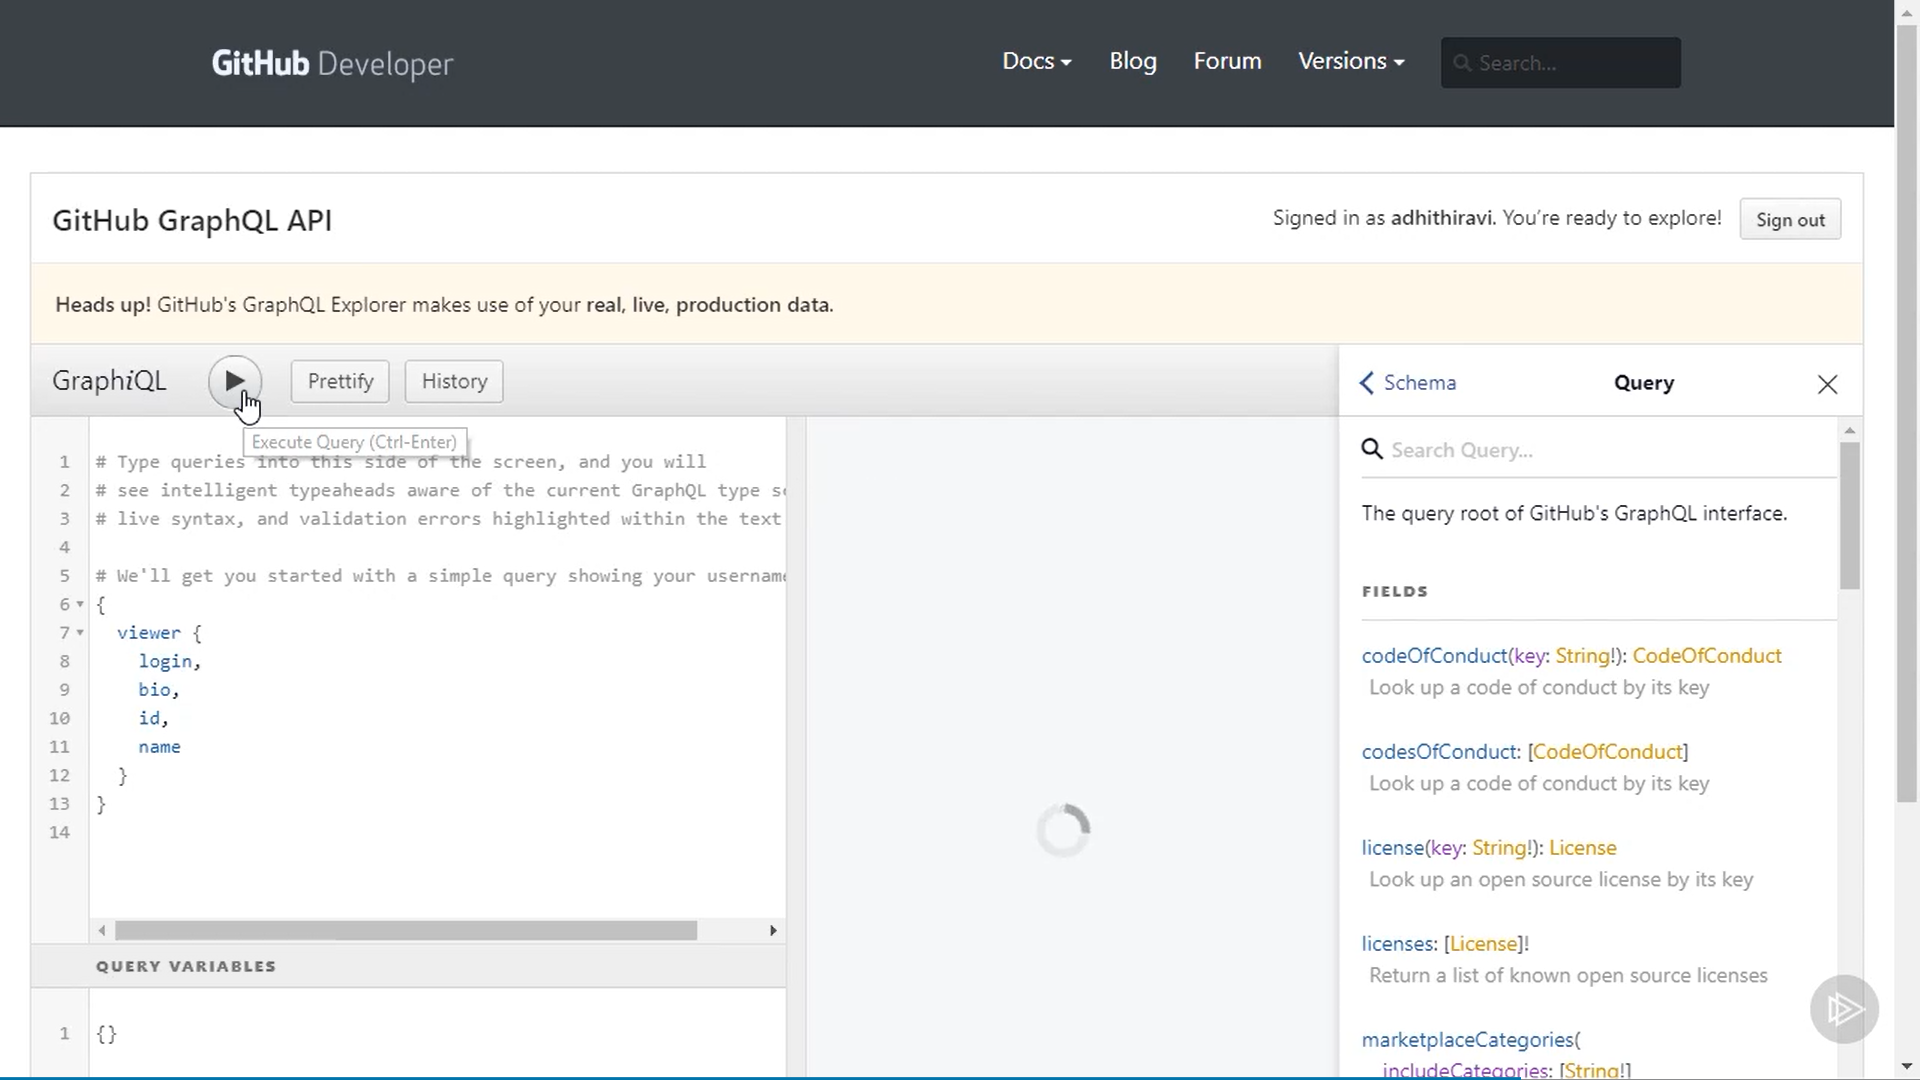 GitHub Developer
Docs
Blog
Forum
Versions
Search...
GitHub GraphQL API
Signed in as adhithiravi. You're ready to explore!
Sign out
Heads up! GitHub's GraphQL Explorer makes use of your real, live, production data.
GraphiQL
Prettify
History
Schema
Query
Execute Query (Ctrl-Enter)
1 # Type queries into this side of the screen, and you will
2 # see intelligent typeaheads aware of the current GraphQL type s
3 # live syntax, and validation errors highlighted within the text
4
5 # We'll get you started with a simple query showing your username
6 {
7 viewer {
8 login,
9 bio,
10 id,
11 name
12 }
13 }
14
QUERY VARIABLES
1 {}
Search Query...
The query root of GitHub's GraphQL interface.
FIELDS
codeOfConduct(key: String!): CodeOfConduct
Look up a code of conduct by its key
codesOfConduct: [CodeOfConduct]
Look up a code of conduct by its key
license(key: String!): License
Look up an open source license by its key
licenses: [License]!
Return a list of known open source licenses
marketplaceCategories(
includeCategories: [String!]